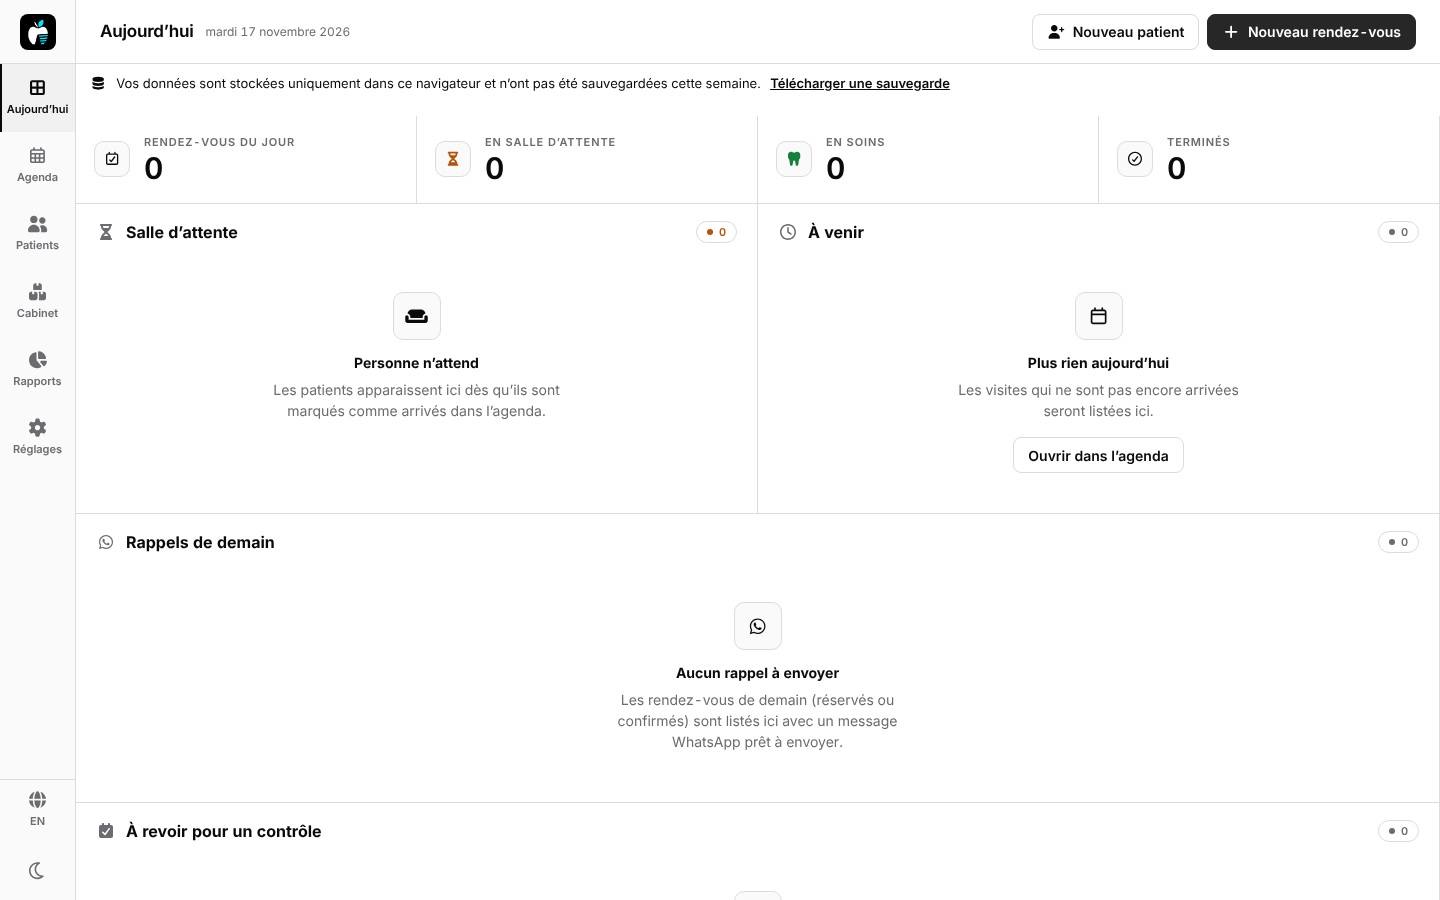 Aujourd’hui
mardi 17 novembre 2026
Nouveau patient
Nouveau rendez-vous
Vos données sont stockées uniquement dans ce navigateur et n’ont pas été sauvegardées cette semaine. Télécharger une sauvegarde
Aujourd’hui
Agenda
Patients
Cabinet
Rapports
Réglages
EN
RENDEZ-VOUS DU JOUR
0
EN SALLE D’ATTENTE
0
EN SOINS
0
TERMINÉS
0
Salle d’attente
0
Personne n’attend
Les patients apparaissent ici dès qu’ils sont
marqués comme arrivés dans l’agenda.
À venir
0
Plus rien aujourd’hui
Les visites qui ne sont pas encore arrivées
seront listées ici.
Ouvrir dans l’agenda
Rappels de demain
0
Aucun rappel à envoyer
Les rendez-vous de demain (réservés ou
confirmés) sont listés ici avec un message
WhatsApp prêt à envoyer.
À revoir pour un contrôle
0